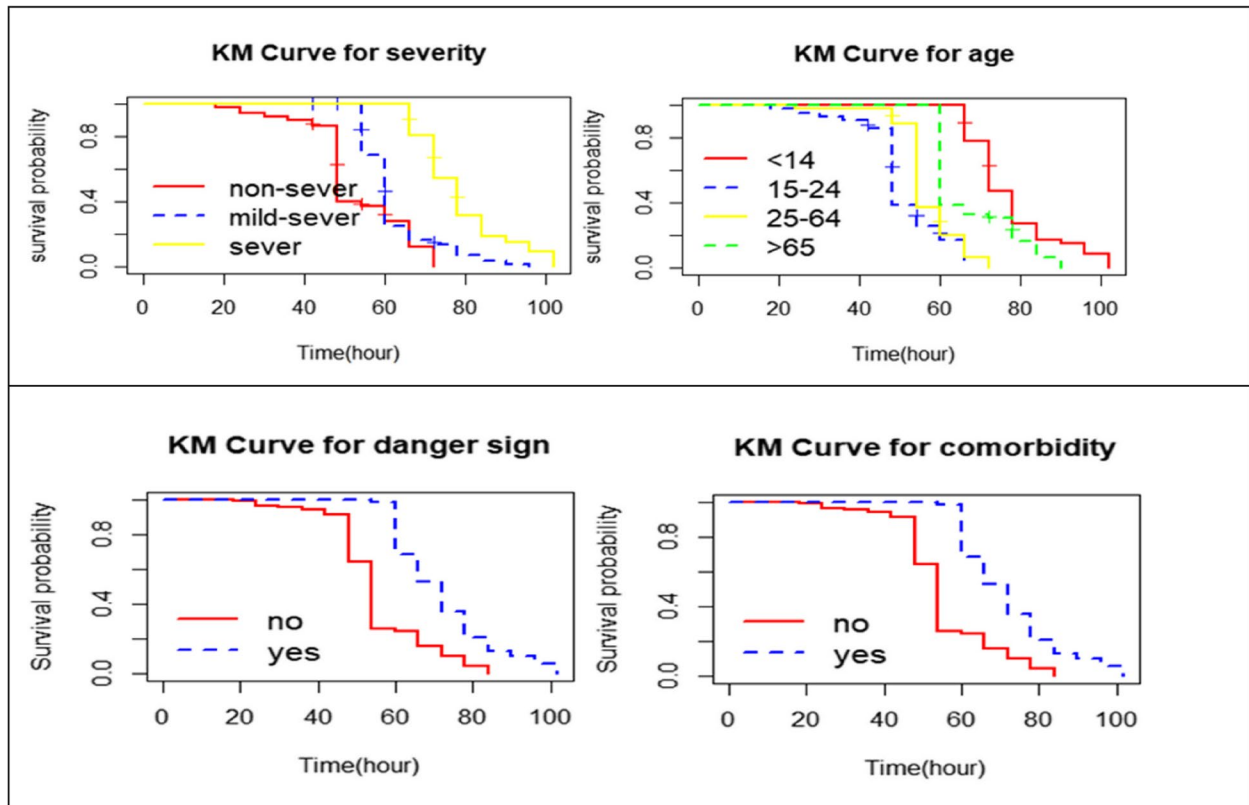 KM Curve for severity
survival probability
0.0 0.4 0.8
non-sever
mild-sever
sever
0 20 40 60 80 100
Time(hour)
KM Curve for age
survival probability
0.0 0.4 0.8
<14
15-24
25-64
>65
0 20 40 60 80 100
Time(hour)
KM Curve for danger sign
Survival probability
0.0 0.4 0.8
no
yes
0 20 40 60 80 100
Time(hour)
KM Curve for comorbidity
Survival probability
0.0 0.4 0.8
no
yes
0 20 40 60 80 100
Time(hour)